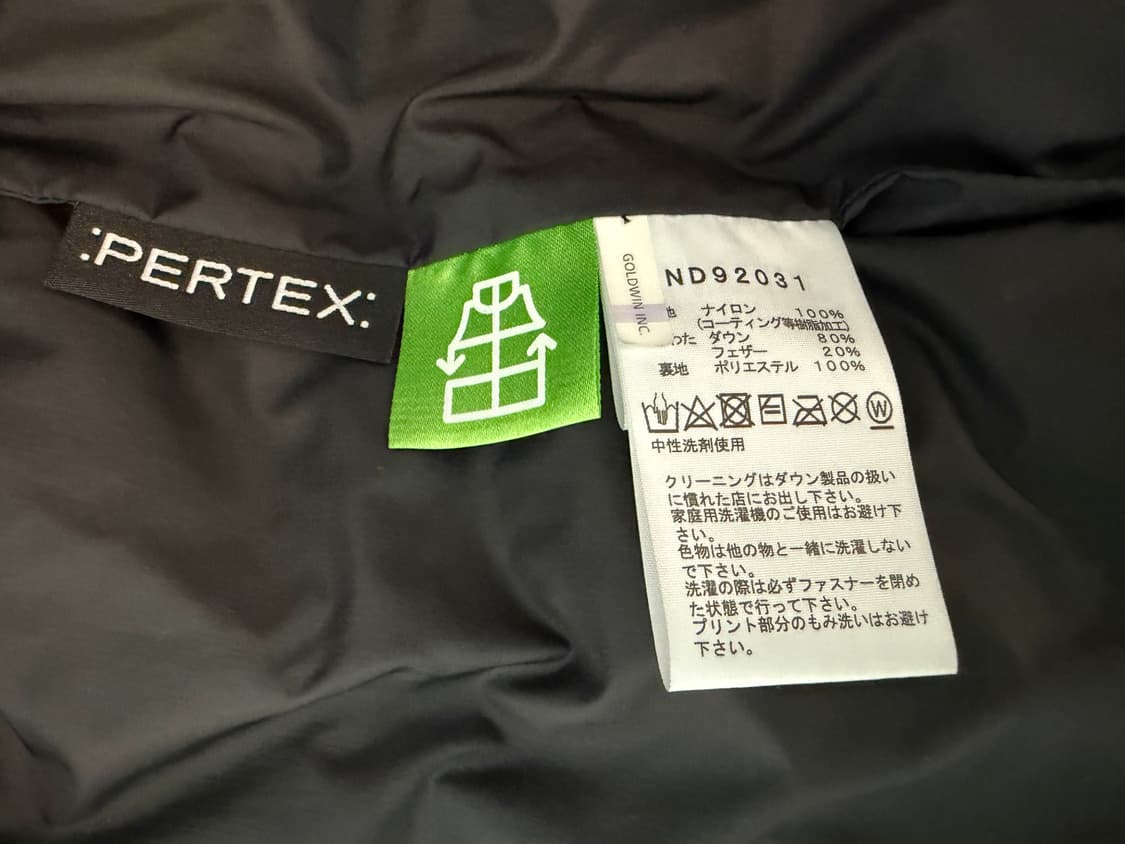 :PERTEX:
GOLDWIN INC.
ND92031
地 ナイロン 100%
(コーティング等樹脂加工)
わた ダウン 80%
フェザー 20%
裏地 ポリエステル 100%
W
中性洗剤使用
クリーニングはダウン製品の扱い
に慣れた店にお出し下さい。
家庭用洗濯機のご使用はお避け下
さい。
色物は他の物と一緒に洗濯しない
で下さい。
洗濯の際は必ずファスナーを閉め
た状態で行って下さい。
プリント部分のもみ洗いはお避け
下さい。